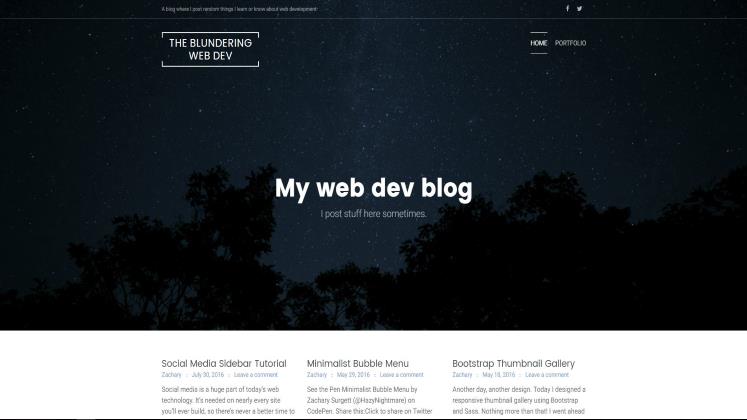 A blog where I post random things I learn or know about web development!
THE BLUNDERING
WEB DEV
HOME PORTFOLIO
My web dev blog
I post stuff here sometimes.
Social Media Sidebar Tutorial
Zachary : July 30, 2016 : Leave a comment
Social media is a huge part of today's web
technology. It's needed on nearly every site
you'll ever build, so there's never a better time to
Minimalist Bubble Menu
Zachary : May 29, 2016 : Leave a comment
See the Pen Minimalist Bubble Menu by
Zachary Surgett (@HazyNightmare) on
CodePen. Share this:Click to share on Twitter
Bootstrap Thumbnail Gallery
Zachary : May 18, 2016 : Leave a comment
Another day, another design. Today I designed a
responsive thumbnail gallery using Bootstrap
and Sass. Nothing more than that I went ahead